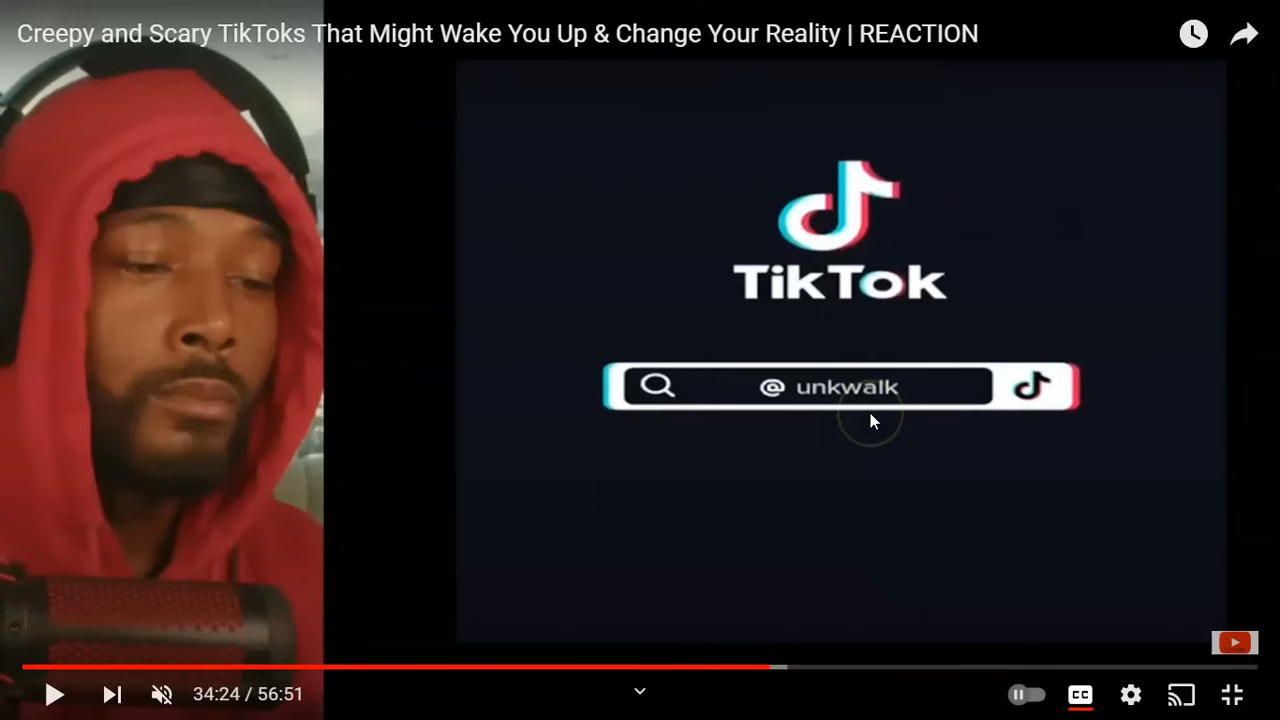 Creepy and Scary TikToks That Might Wake You Up & Change Your Reality | REACTION
TikTok
@ unkwalk
34:24 / 56:51
CC